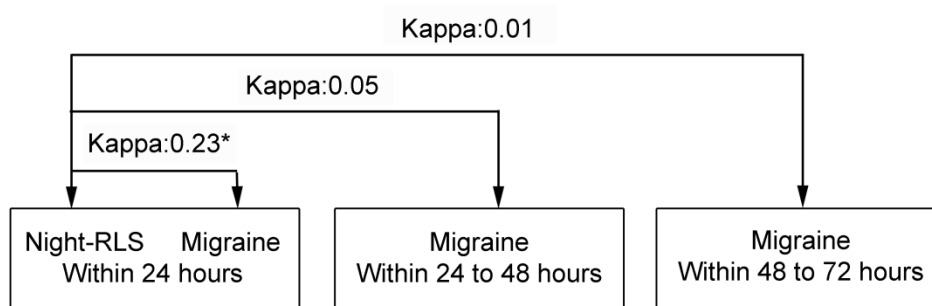 Kappa:0.01
Kappa:0.05
Kappa:0.23*
Night-RLS Migraine
Within 24 hours
Migraine
Within 24 to 48 hours
Migraine
Within 48 to 72 hours